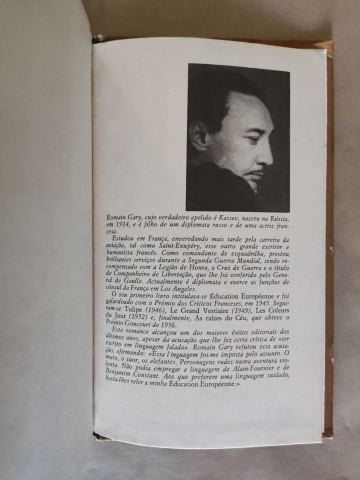 Romain Gary, cujo verdadeiro apelido é Kassev, nasceu na Rússia,
em 1914, e é filho de um diplomata russo e de uma actriz fran-
cesa.
Estudou em França, enveredando mais tarde pela carreira da
aviação, tal como Saint-Exupéry, esse outro grande escritor e
humanista francês. Como comandante de esquadrilha, prestou,
brilhantes serviços durante a Segunda Guerra Mundial, sendo re-
compensado com a Legião de Honra, a Cruz de Guerra e o título
de Companheiro de Libertação, que lhe foi conferido pelo Gene-
ral de Gaulle. Actualmente é diplomata e exerce as funções
de cônsul da França em Los Angeles.
O seu primeiro livro intitulava-se Education Européenne e foi
galardoado com o Prémio dos Críticos Franceses, em 1945. Segui-
ram-se Tulipe (1946), Le Grand Vestiaire (1949), Les Coleurs
du Jour (1952) e, finalmente, As raízes do Céu, que obteve o
Prémio Goncourt de 1956.
Este romance alcançou um dos maiores êxitos editoriais dos
últimos anos, apesar da acusação que lhe fez certa crítica de «ser
escrito em linguagem falada». Romain Gary refutou essa acusa-
ção, afirmando: «Essa linguagem foi-me imposta pelo assunto. O
mato, o suor, os elefantes. Personagens rudes numa aventura vio-
lenta. Não podia empregar a linguagem de Alain-Fournier e de
Benjamin Constant. Aos que preferem uma linguagem cuidada,
basta-lhes reler a minha Education Européenne».